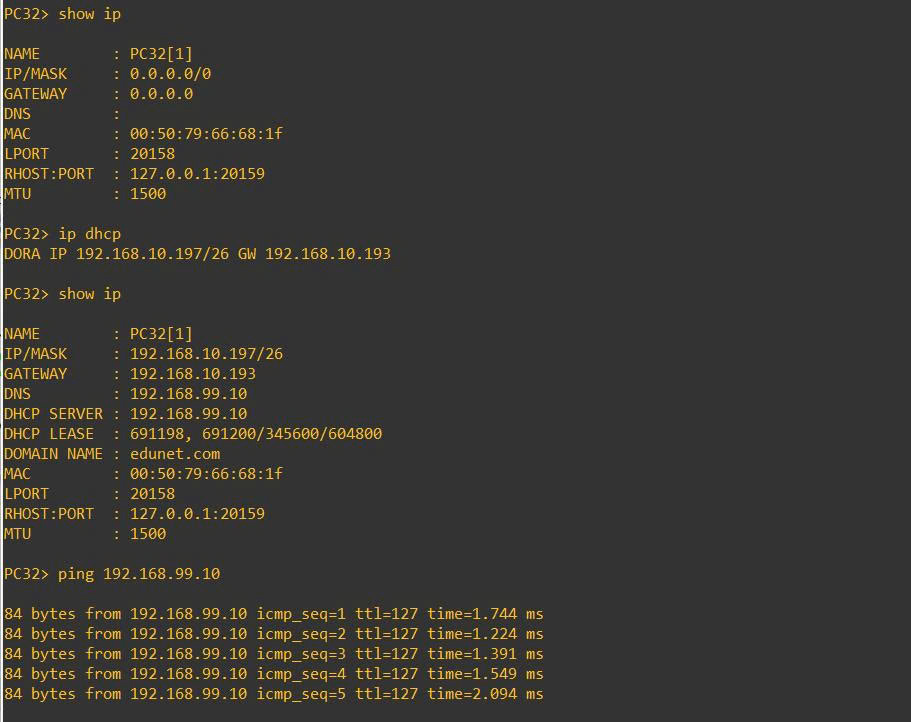 PC32> show ip
NAME        : PC32[1]
IP/MASK     : 0.0.0.0/0
GATEWAY     : 0.0.0.0
DNS         :
MAC         : 00:50:79:66:68:1f
LPORT       : 20158
RHOST:PORT  : 127.0.0.1:20159
MTU         : 1500
PC32> ip dhcp
DORA IP 192.168.10.197/26 GW 192.168.10.193
PC32> show ip
NAME        : PC32[1]
IP/MASK     : 192.168.10.197/26
GATEWAY     : 192.168.10.193
DNS         : 192.168.99.10
DHCP SERVER : 192.168.99.10
DHCP LEASE  : 691198, 691200/345600/604800
DOMAIN NAME : edunet.com
MAC         : 00:50:79:66:68:1f
LPORT       : 20158
RHOST:PORT  : 127.0.0.1:20159
MTU         : 1500
PC32> ping 192.168.99.10
84 bytes from 192.168.99.10 icmp_seq=1 ttl=127 time=1.744 ms
84 bytes from 192.168.99.10 icmp_seq=2 ttl=127 time=1.224 ms
84 bytes from 192.168.99.10 icmp_seq=3 ttl=127 time=1.391 ms
84 bytes from 192.168.99.10 icmp_seq=4 ttl=127 time=1.549 ms
84 bytes from 192.168.99.10 icmp_seq=5 ttl=127 time=2.094 ms